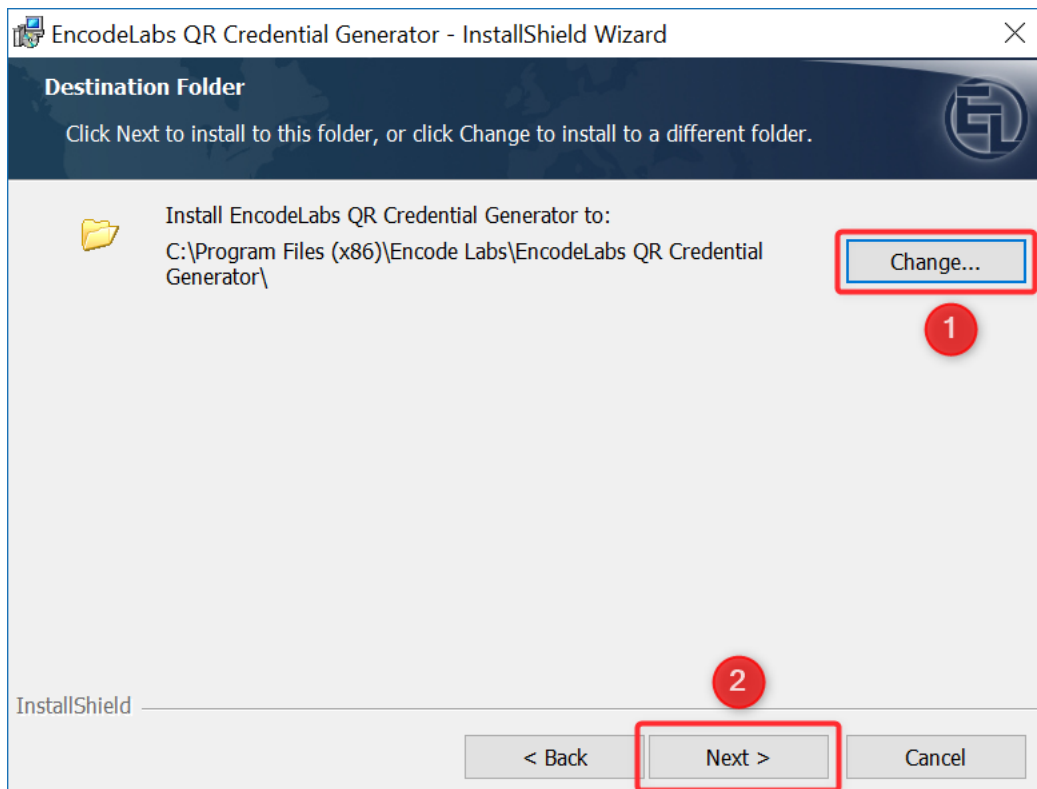 EncodeLabs QR Credential Generator - InstallShield Wizard
Destination Folder
Click Next to install to this folder, or click Change to install to a different folder.
EL
Install EncodeLabs QR Credential Generator to:
C:\Program Files (x86)\Encode Labs\EncodeLabs QR Credential
Generator\
Change...
1
2
InstallShield
< Back
Next >
Cancel